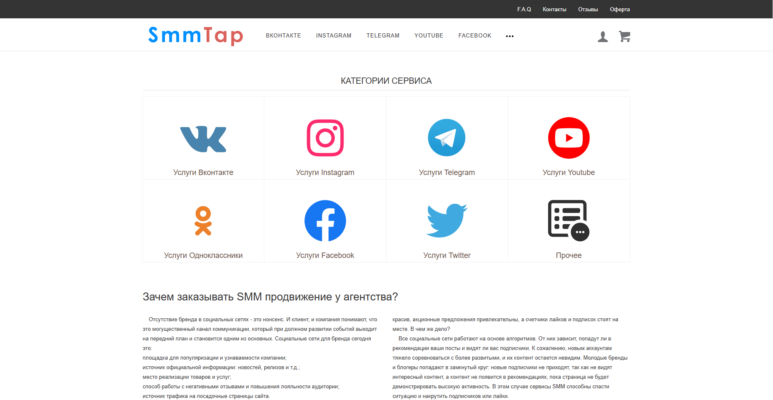 F.A.Q Контакты Отзывы Оферта
SmmTap ВКОНТАКТЕ INSTAGRAM TELEGRAM YOUTUBE FACEBOOK •••
КАТЕГОРИИ СЕРВИСА
Услуги Вконтакте Услуги Instagram Услуги Telegram Услуги Youtube
Услуги Одноклассники Услуги Facebook Услуги Twitter Прочее
Зачем заказывать SMM продвижение у агентства?
Отсутствие бренда в социальных сетях - это нонсенс. И клиент, и компания понимают, что
это могущественный канал коммуникации, который при должном развитии событий выходит
на передний план и становится одним из основных. Социальные сети для бренда сегодня
это:
площадка для популяризации и узнаваемости компании;
источник официальной информации: новостей, релизов и т.д.;
место реализации товаров и услуг;
способ работы с негативными отзывами и повышения лояльности аудитории;
источник трафика на посадочные страницы сайта.
красив, акционные предложения привлекательны, а счетчики лайков и подписок стоят на
месте. В чем же дело?
Все социальные сети работают на основе алгоритмов. От них зависит, попадут ли в
рекомендации ваши посты и видят ли вас подписчики. К сожалению, новым аккаунтам
тяжело соревноваться с более развитыми, и их контент остается невидим. Молодые бренды
и блогеры попадают в замкнутый круг: новые подписчики не приходят, так как не видят
интересный контент, а контент не появится в рекомендациях, пока страница не будет
демонстрировать высокую активность. В этом случае сервисы SMM способны спасти
ситуацию и накрутить подписчиков или лайки.